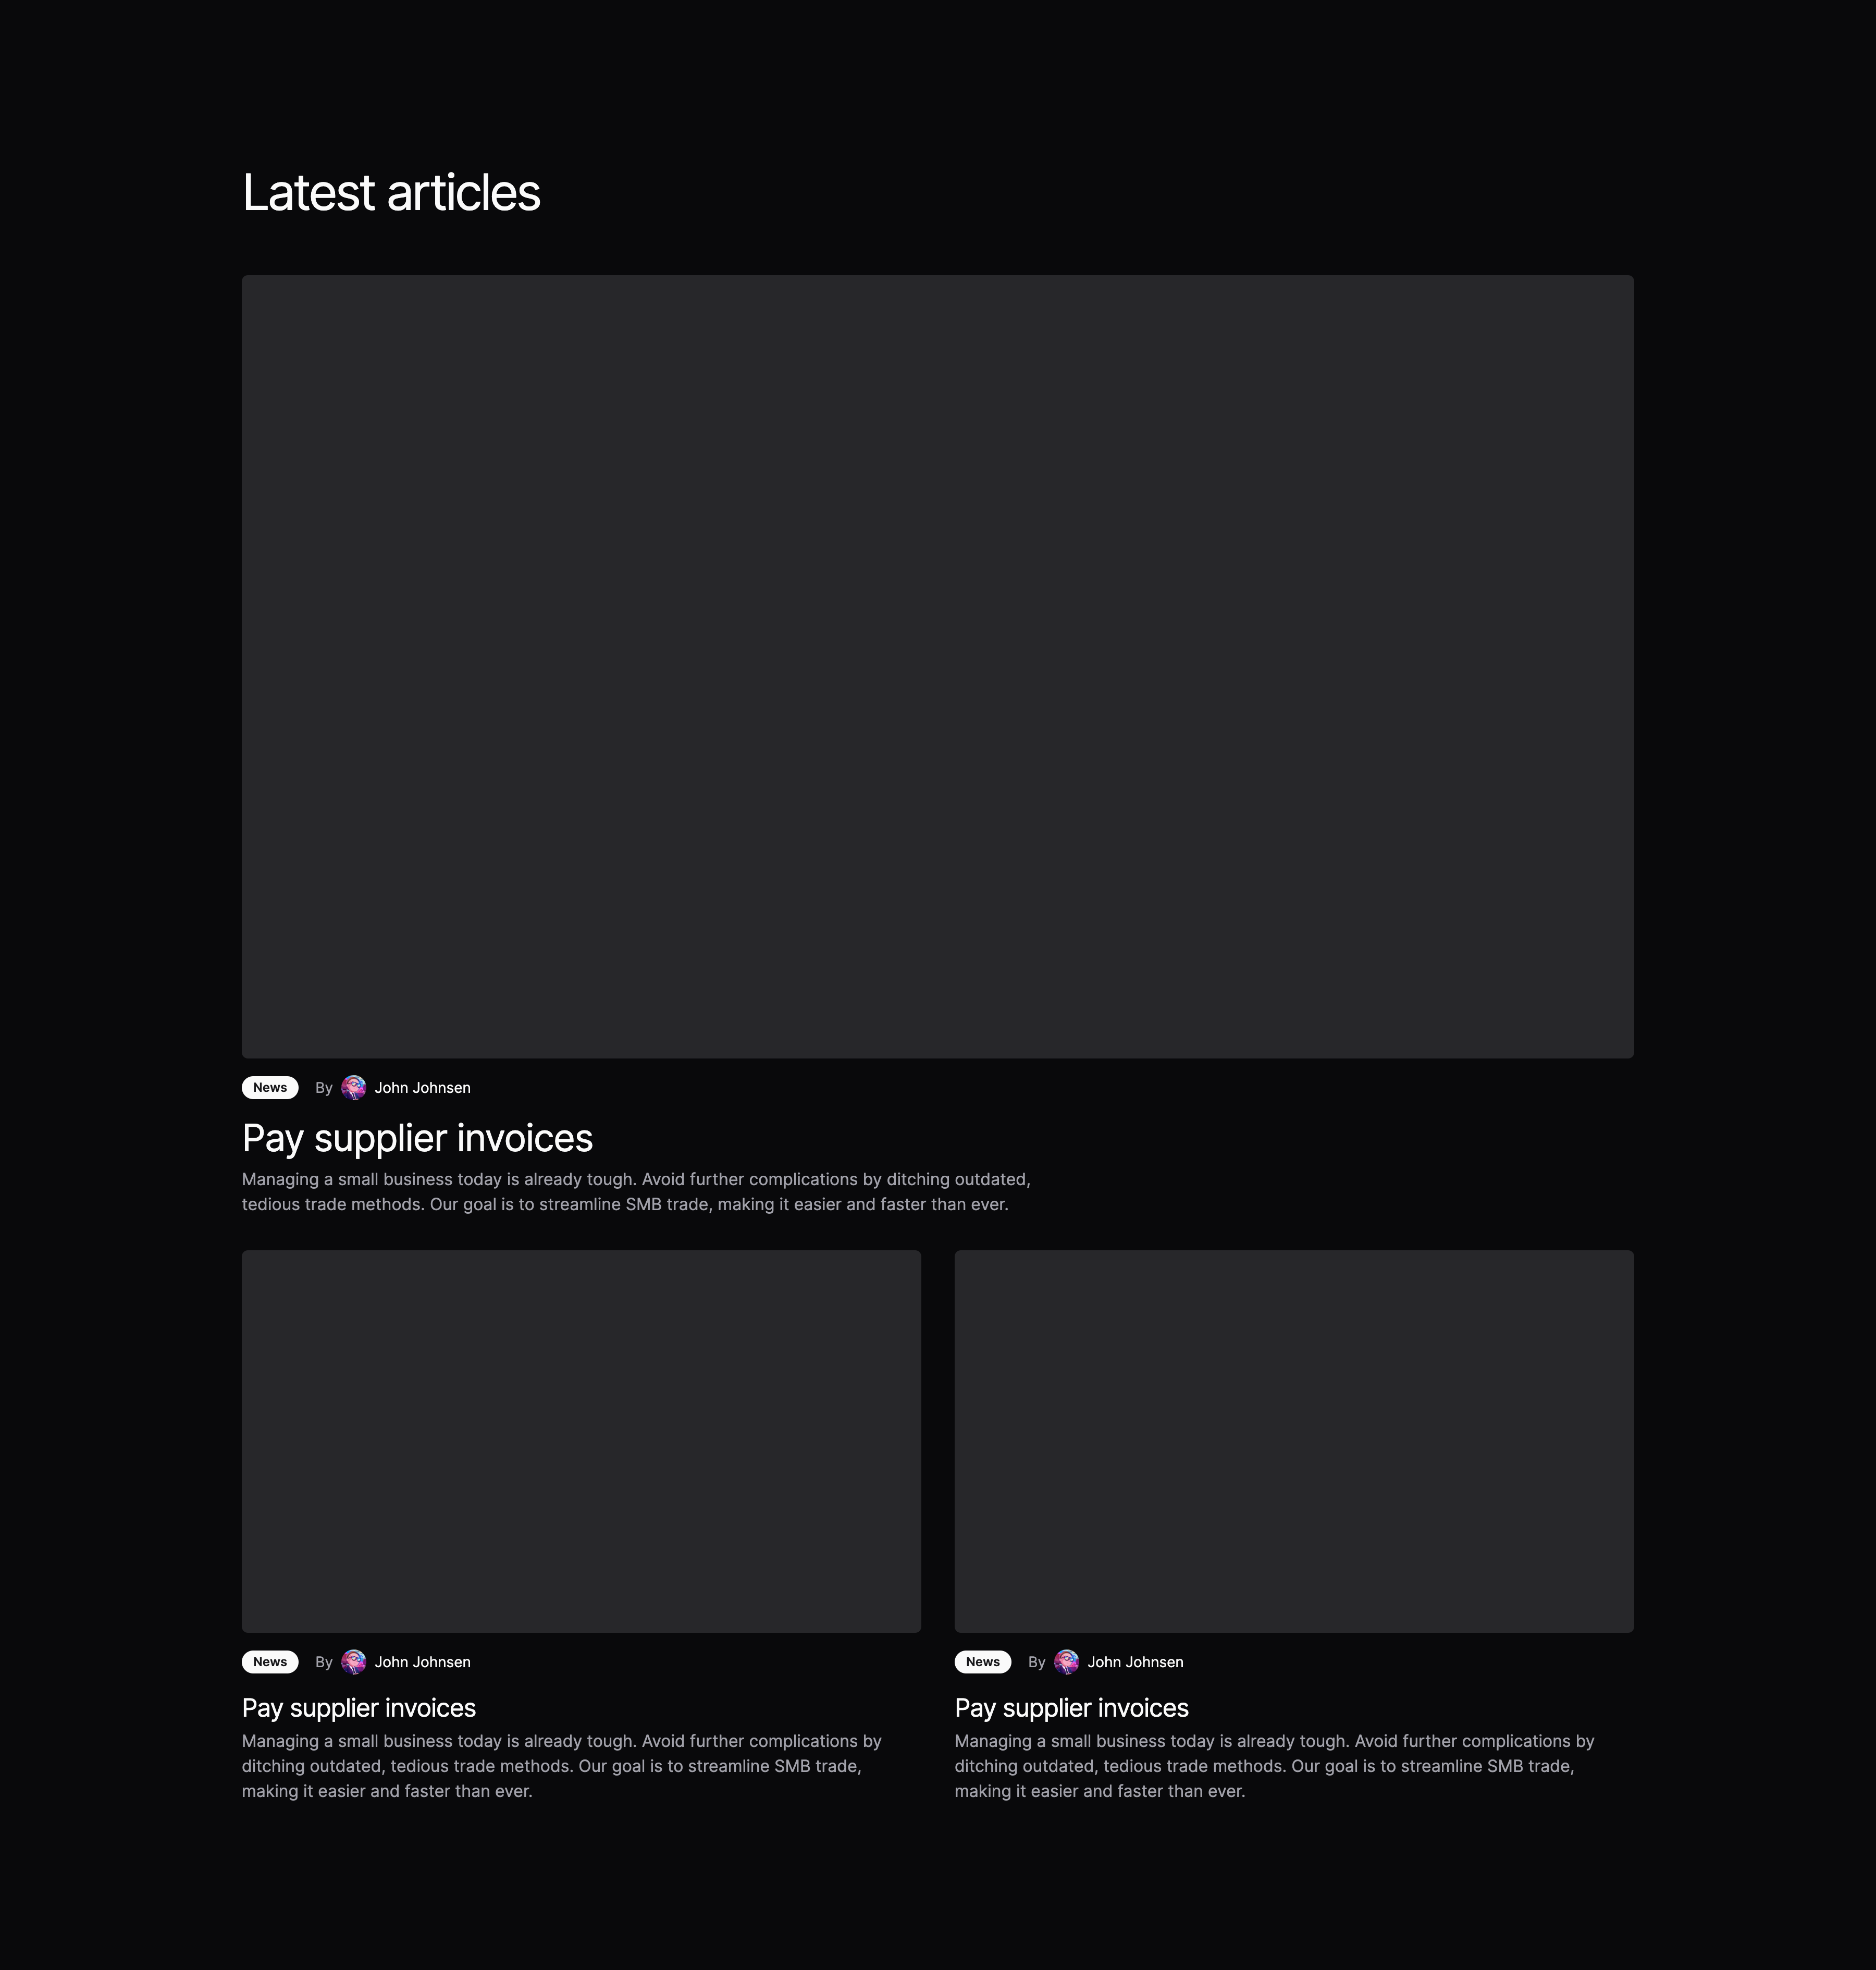 Latest articles
News By John Johnsen
Pay supplier invoices
Managing a small business today is already tough. Avoid further complications by ditching outdated,
tedious trade methods. Our goal is to streamline SMB trade, making it easier and faster than ever.
News By John Johnsen
Pay supplier invoices
Managing a small business today is already tough. Avoid further complications by
ditching outdated, tedious trade methods. Our goal is to streamline SMB trade,
making it easier and faster than ever.
News By John Johnsen
Pay supplier invoices
Managing a small business today is already tough. Avoid further complications by
ditching outdated, tedious trade methods. Our goal is to streamline SMB trade,
making it easier and faster than ever.